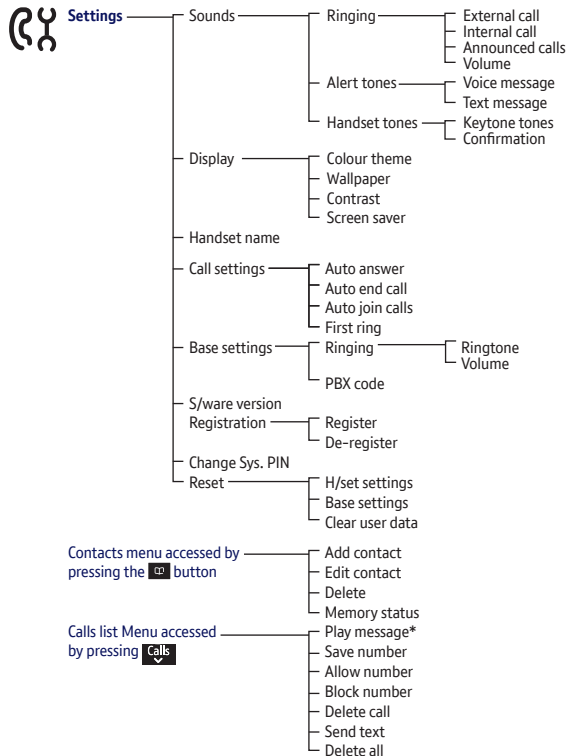 Settings
Sounds
Ringing
External call
Internal call
Announced calls
Volume
Alert tones
Voice message
Text message
Handset tones
Keytone tones
Confirmation
Display
Colour theme
Wallpaper
Contrast
Screen saver
Handset name
Call settings
Auto answer
Auto end call
Auto join calls
First ring
Base settings
Ringing
Ringtone
Volume
PBX code
S/ware version
Registration
Register
De-register
Change Sys. PIN
Reset
H/set settings
Base settings
Clear user data
Contacts menu accessed by
pressing the button
Add contact
Edit contact
Delete
Memory status
Calls list Menu accessed
by pressing Calls
Play message*
Save number
Allow number
Block number
Delete call
Send text
Delete all